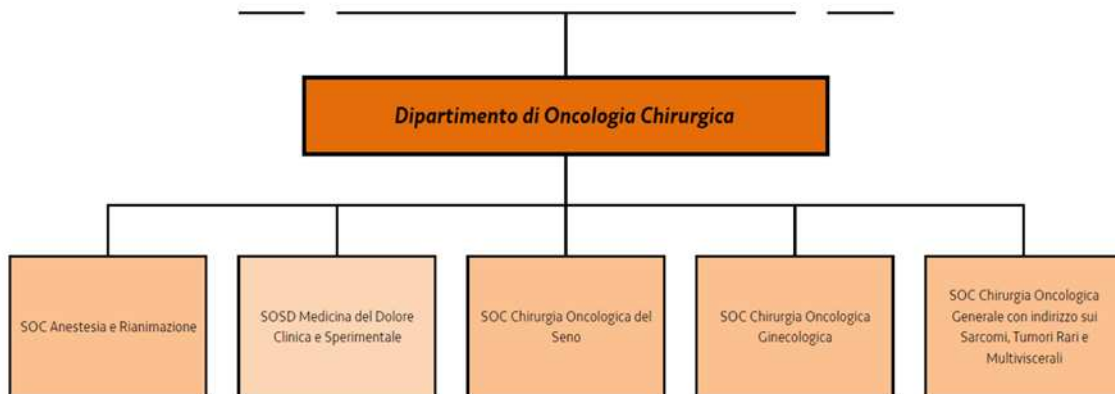 Dipartimento di Oncologia Chirurgica
SOC Anestesia e Rianimazione
SOSD Medicina del Dolore
Clinica e Sperimentale
SOC Chirurgia Oncologica del
Seno
SOC Chirurgia Oncologica
Ginecologica
SOC Chirurgia Oncologica
Generale con indirizzo sui
Sarcomi, Tumori Rari e
Multiviscerali